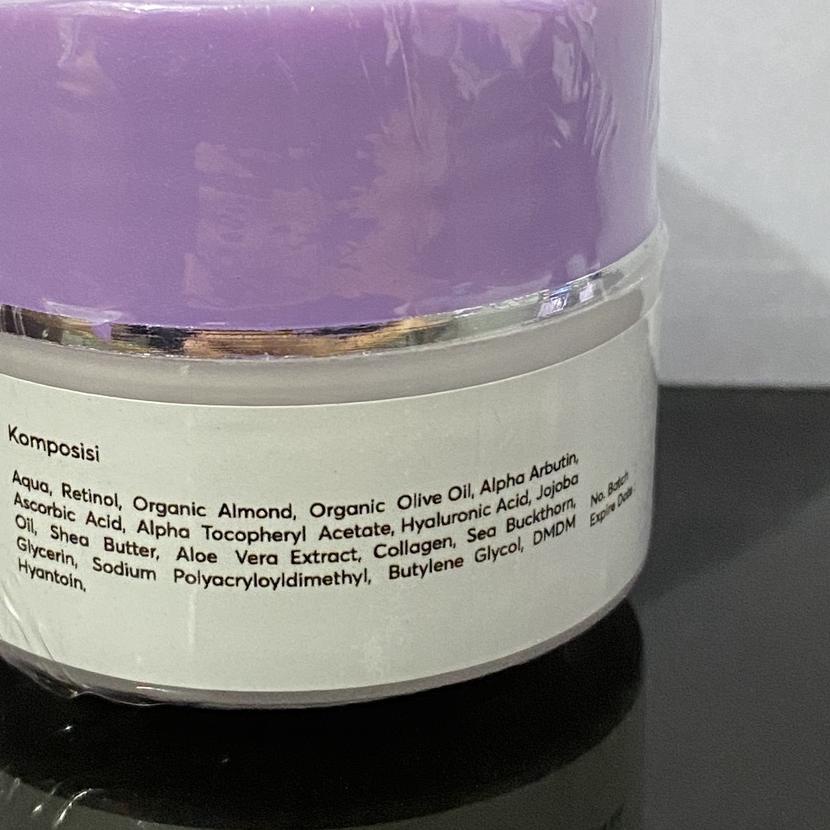 Komposisi
Aqua, Retinol, Organic Almond, Organic Olive Oil, Alpha Arbutin,
Ascorbic Acid, Alpha Tocopheryl Acetate, Hyaluronic Acid, Jojoba
Oil, Shea Butter, Aloe Vera Extract, Collagen, Sea Buckthorn,
Glycerin, Sodium Polyacryloyldimethyl, Butylene Glycol, DMDM
Hyantoin,
No. Batch
Expire Date :